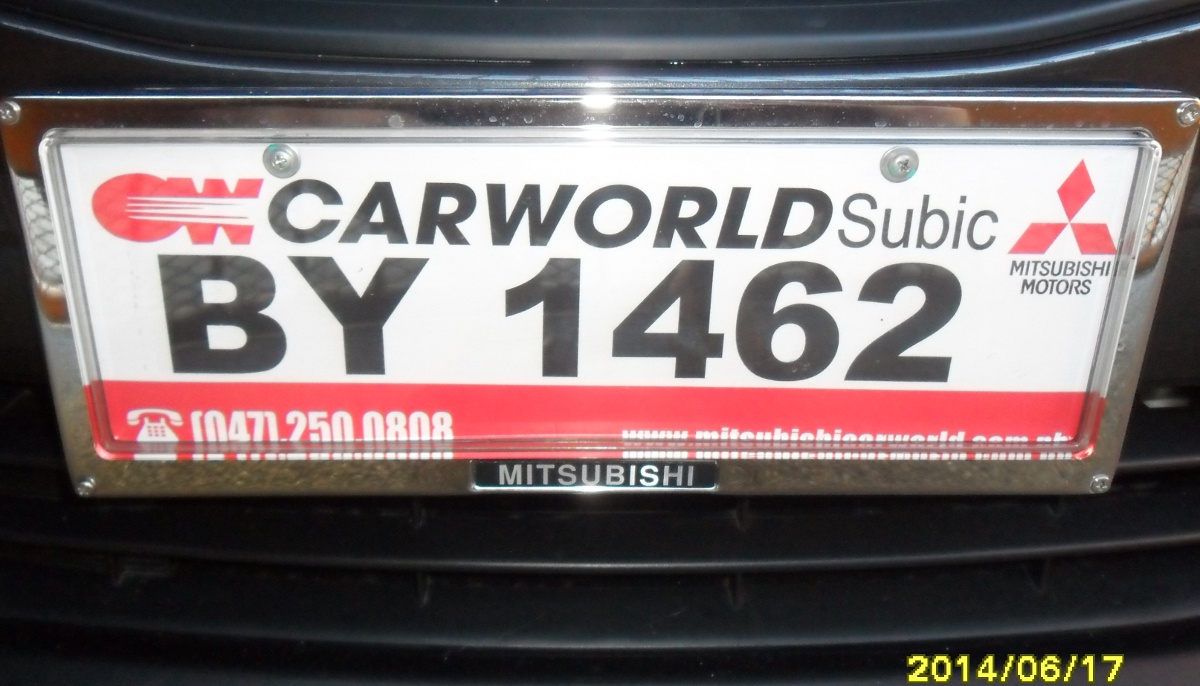 CW CARWORLD Subic
MITSUBISHI
MOTORS
BY 1462
(047) 250.0808
www.mitsubishicarworld.com.ph
MITSUBISHI
2014/06/17